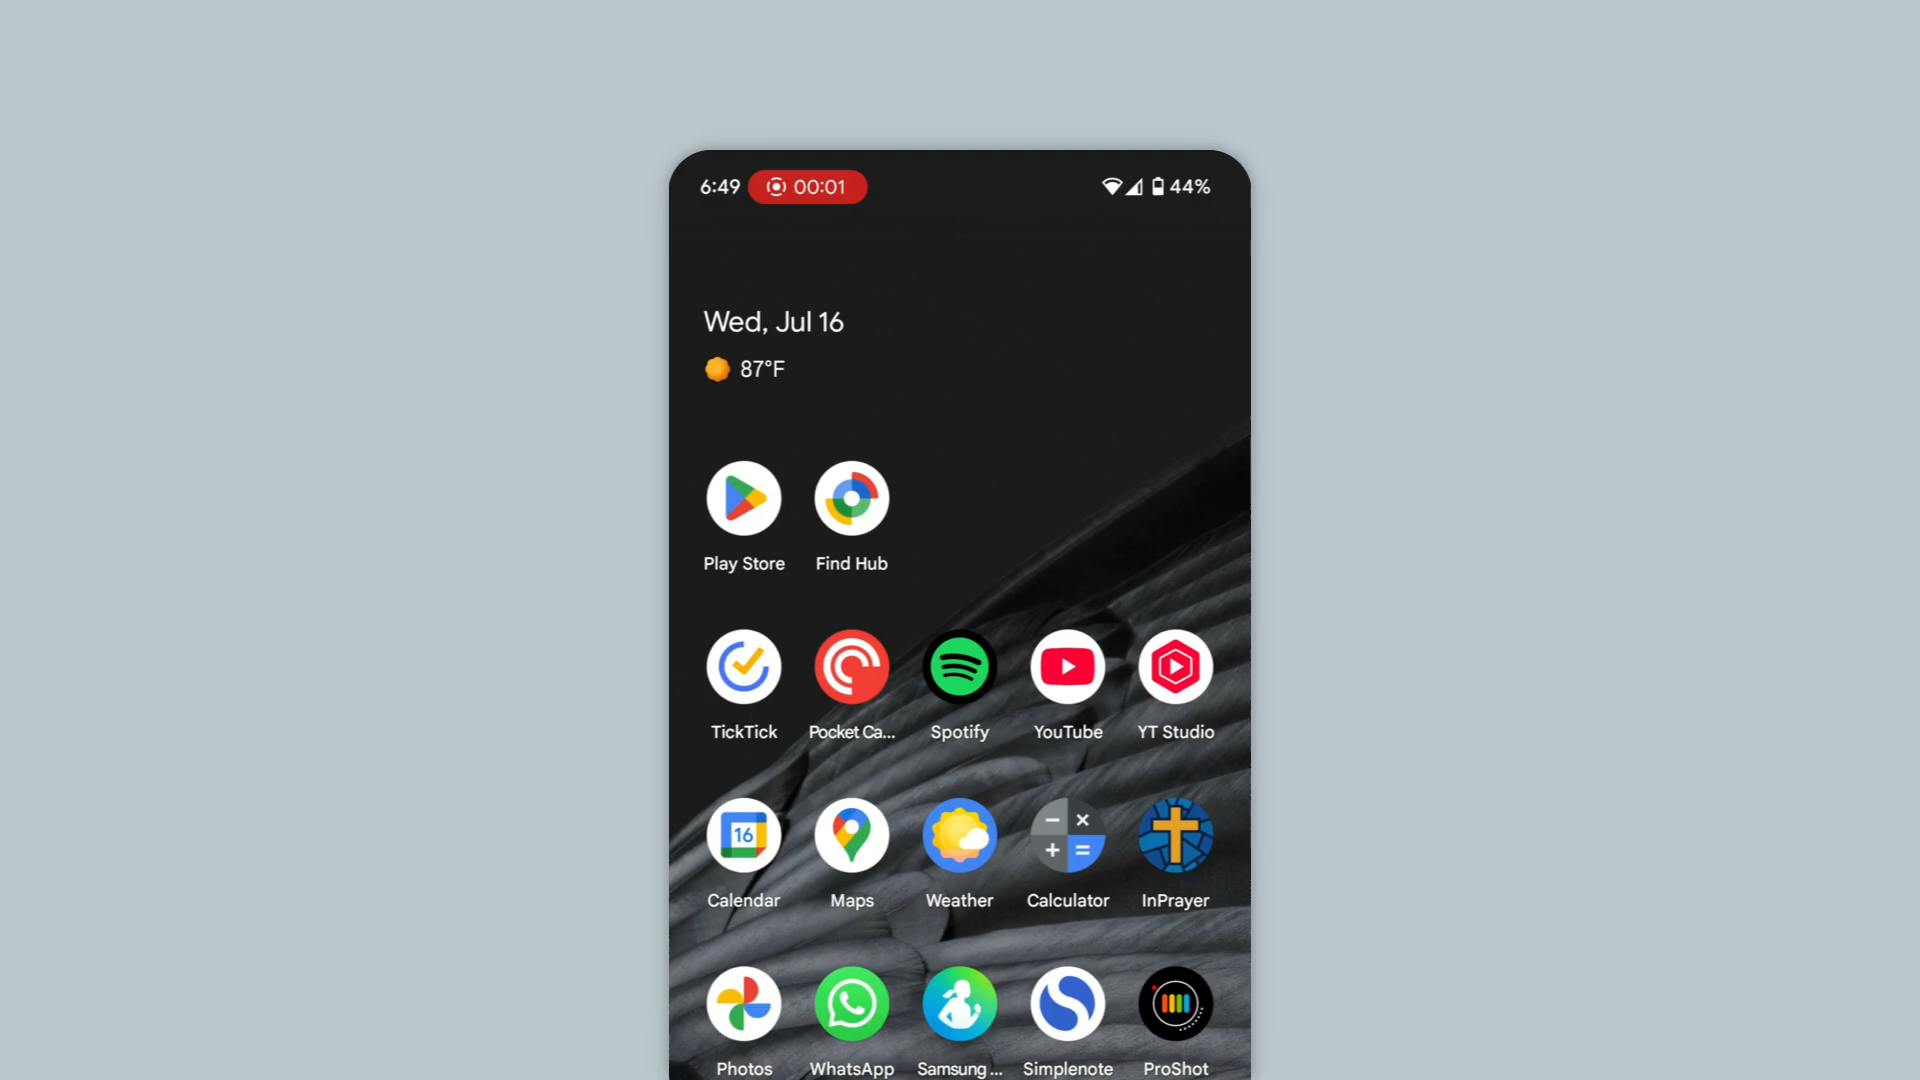 6:49 00:01 44%
Wed, Jul 16
87°F
Play Store Find Hub
TickTick Pocket Ca... Spotify YouTube YT Studio
16
Calendar Maps Weather Calculator InPrayer
Photos WhatsApp Samsung ... Simplenote ProShot